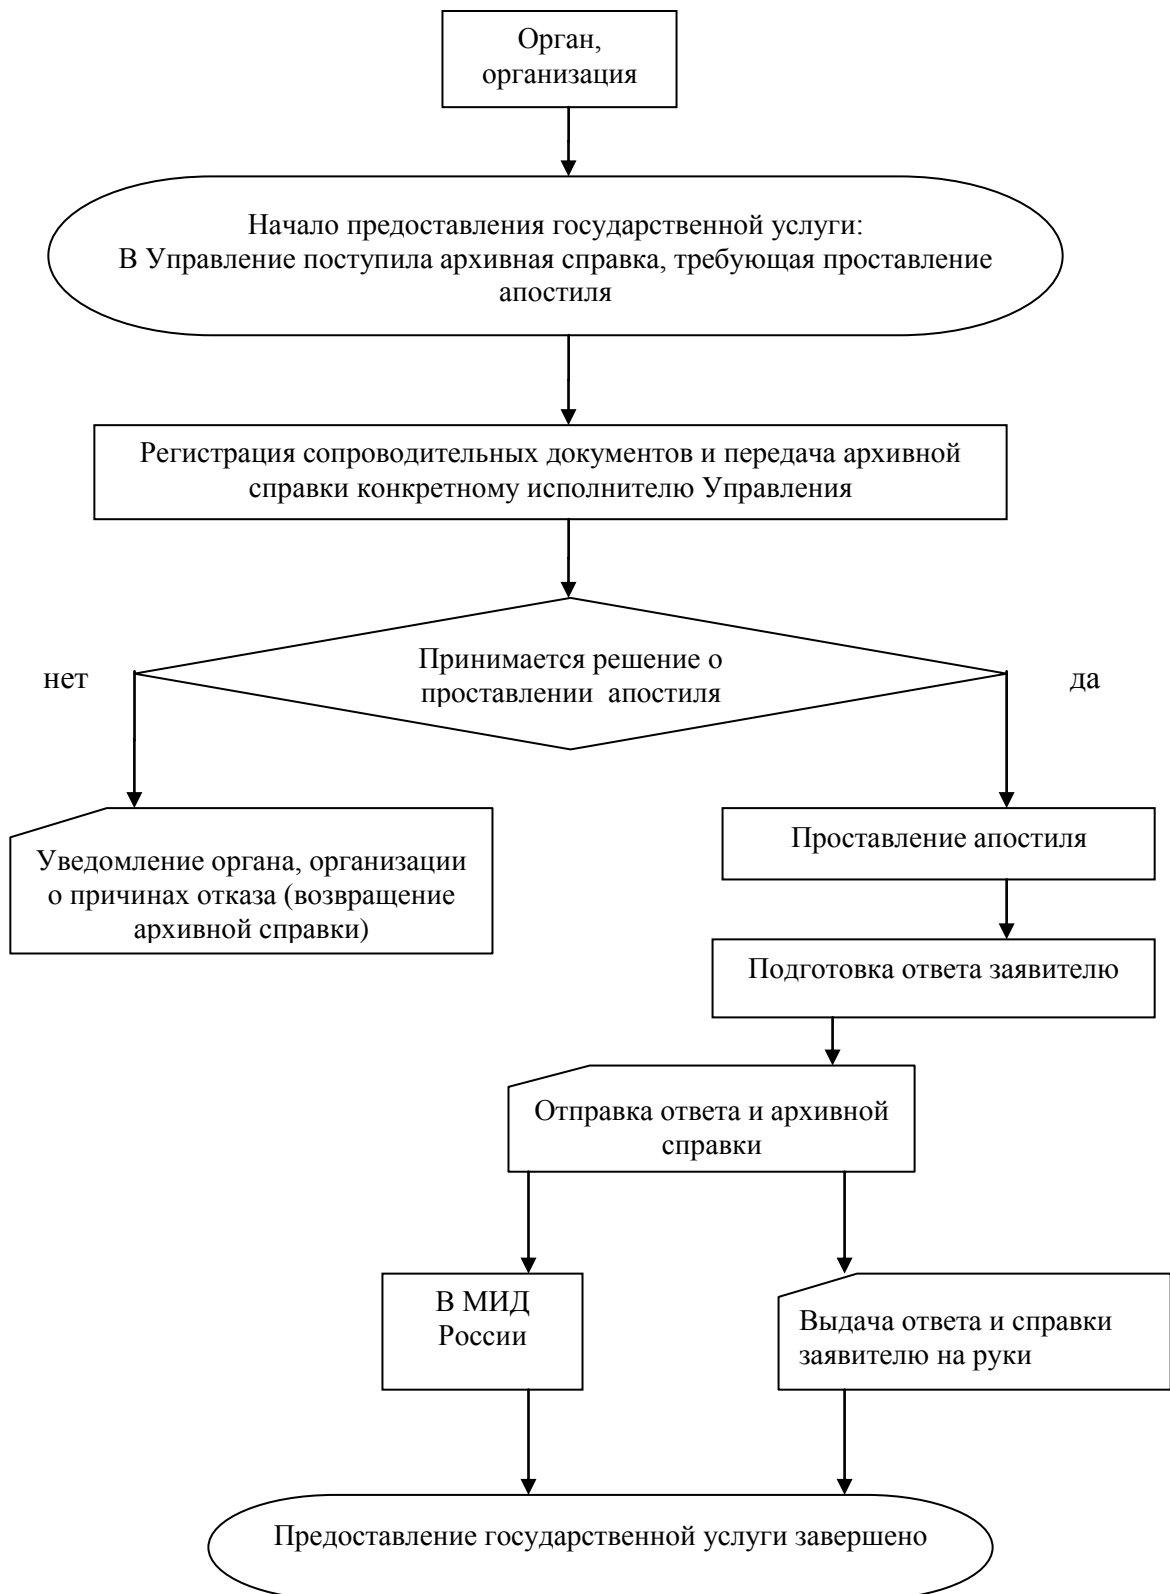 Орган,
организация
Начало предоставления государственной услуги:
В Управление поступила архивная справка, требующая проставление
апостиля
Регистрация сопроводительных документов и передача архивной
справки конкретному исполнителю Управления
Принимается решение о
проставлении апостиля
нет
да
Уведомление органа, организации
о причинах отказа (возвращение
архивной справки)
Проставление апостиля
Подготовка ответа заявителю
Отправка ответа и архивной
справки
В МИД
России
Выдача ответа и справки
заявителю на руки
Предоставление государственной услуги завершено